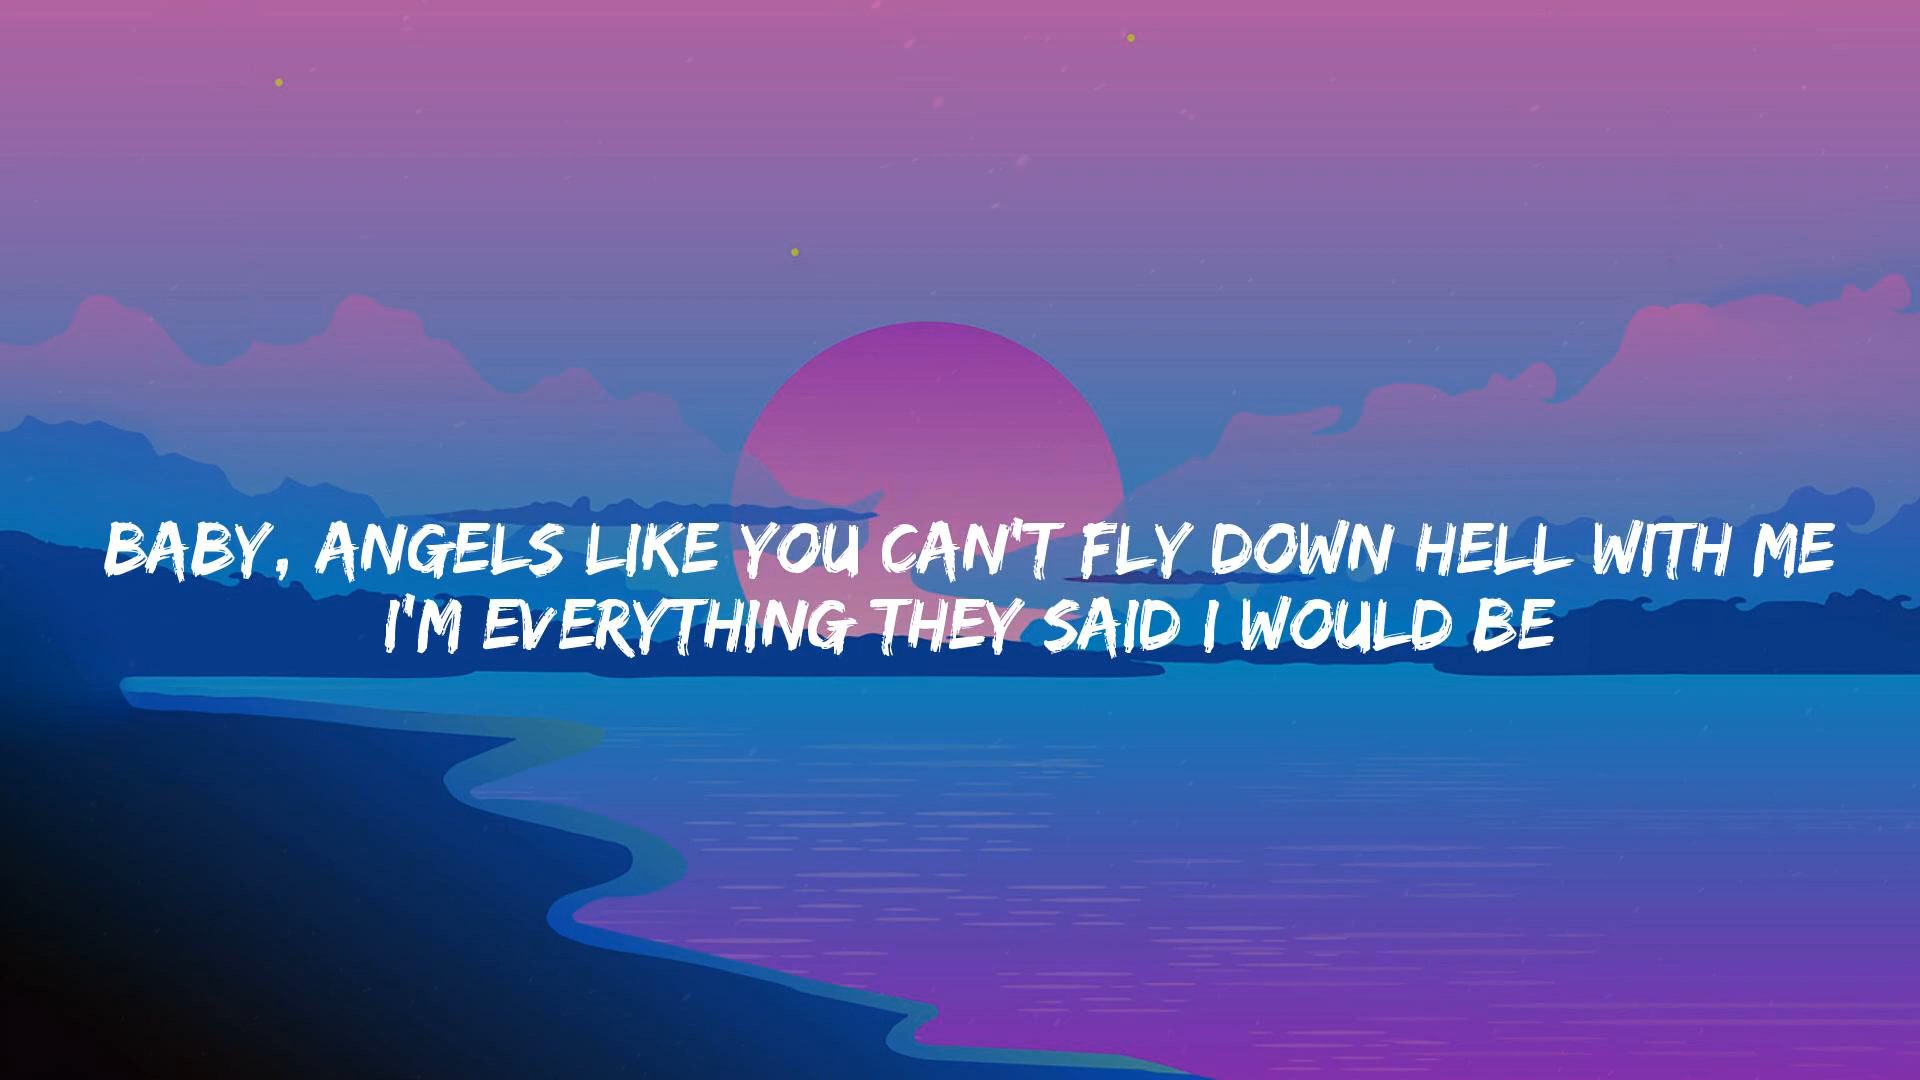 BABY, ANGELS LIKE YOU CAN'T FLY DOWN HELL WITH ME
I'M EVERYTHING THEY SAID I WOULD BE